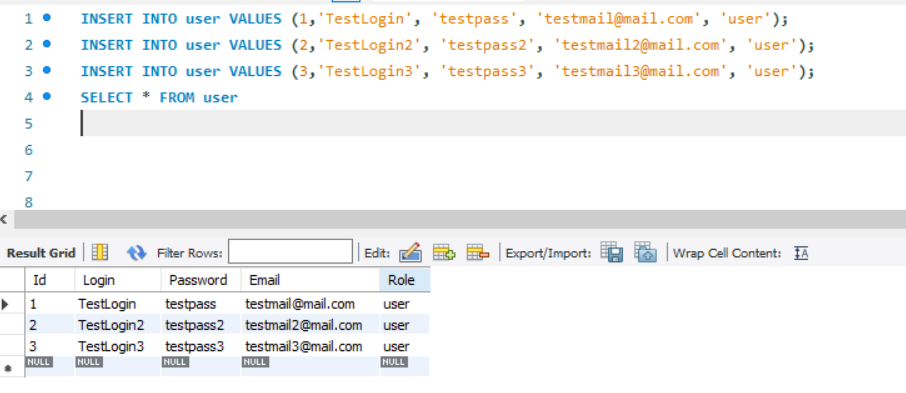 1 INSERT INTO user VALUES (1,'TestLogin', 'testpass', 'testmail@mail.com', 'user');
2 INSERT INTO user VALUES (2,'TestLogin2', 'testpass2', 'testmail2@mail.com', 'user');
3 INSERT INTO user VALUES (3,'TestLogin3', 'testpass3', 'testmail3@mail.com', 'user');
4 SELECT * FROM user
5
6
7
8
Result Grid Filter Rows: Edit: Export/Import: Wrap Cell Content: IA
Id Login Password Email Role
1 TestLogin testpass testmail@mail.com user
2 TestLogin2 testpass2 testmail2@mail.com user
3 TestLogin3 testpass3 testmail3@mail.com user
NULL NULL NULL NULL NULL